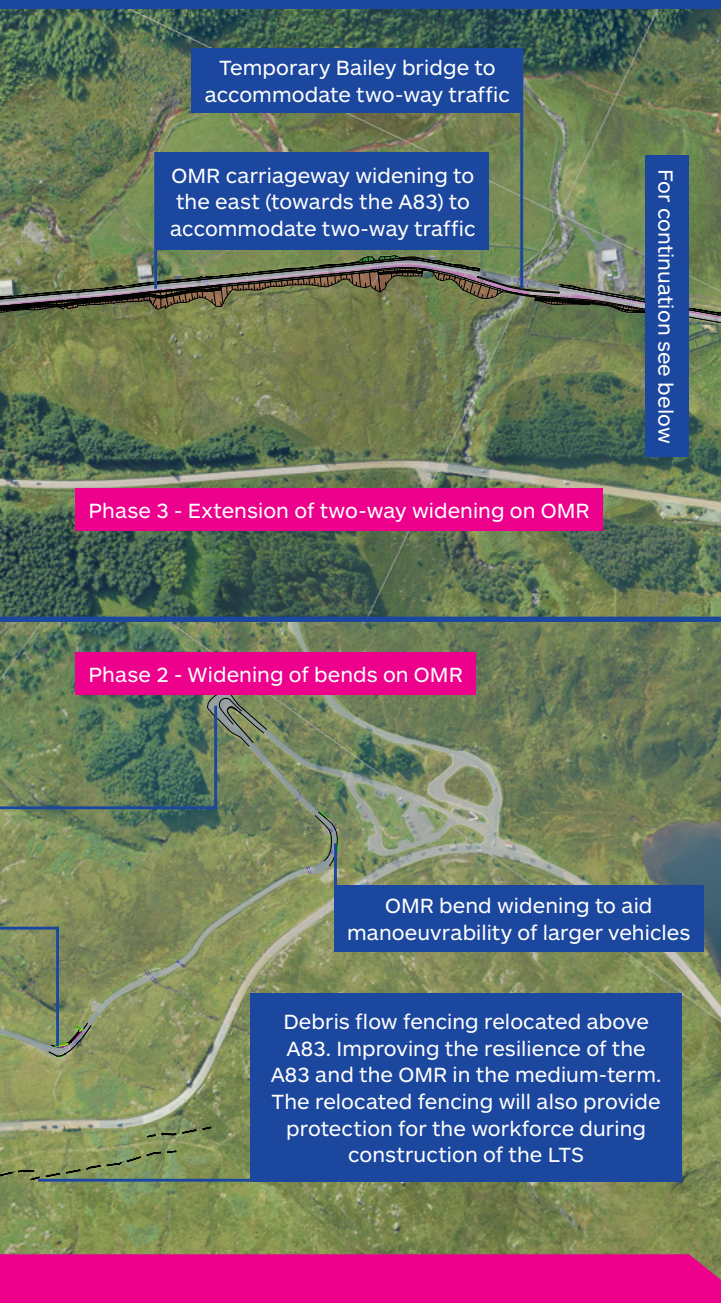 Temporary Bailey bridge to
accommodate two-way traffic
OMR carriageway widening to
the east (towards the A83) to
accommodate two-way traffic
For continuation see below
Phase 3 - Extension of two-way widening on OMR
Phase 2 - Widening of bends on OMR
OMR bend widening to aid
manoeuvrability of larger vehicles
Debris flow fencing relocated above
A83. Improving the resilience of the
A83 and the OMR in the medium-term.
The relocated fencing will also provide
protection for the workforce during
construction of the LTS